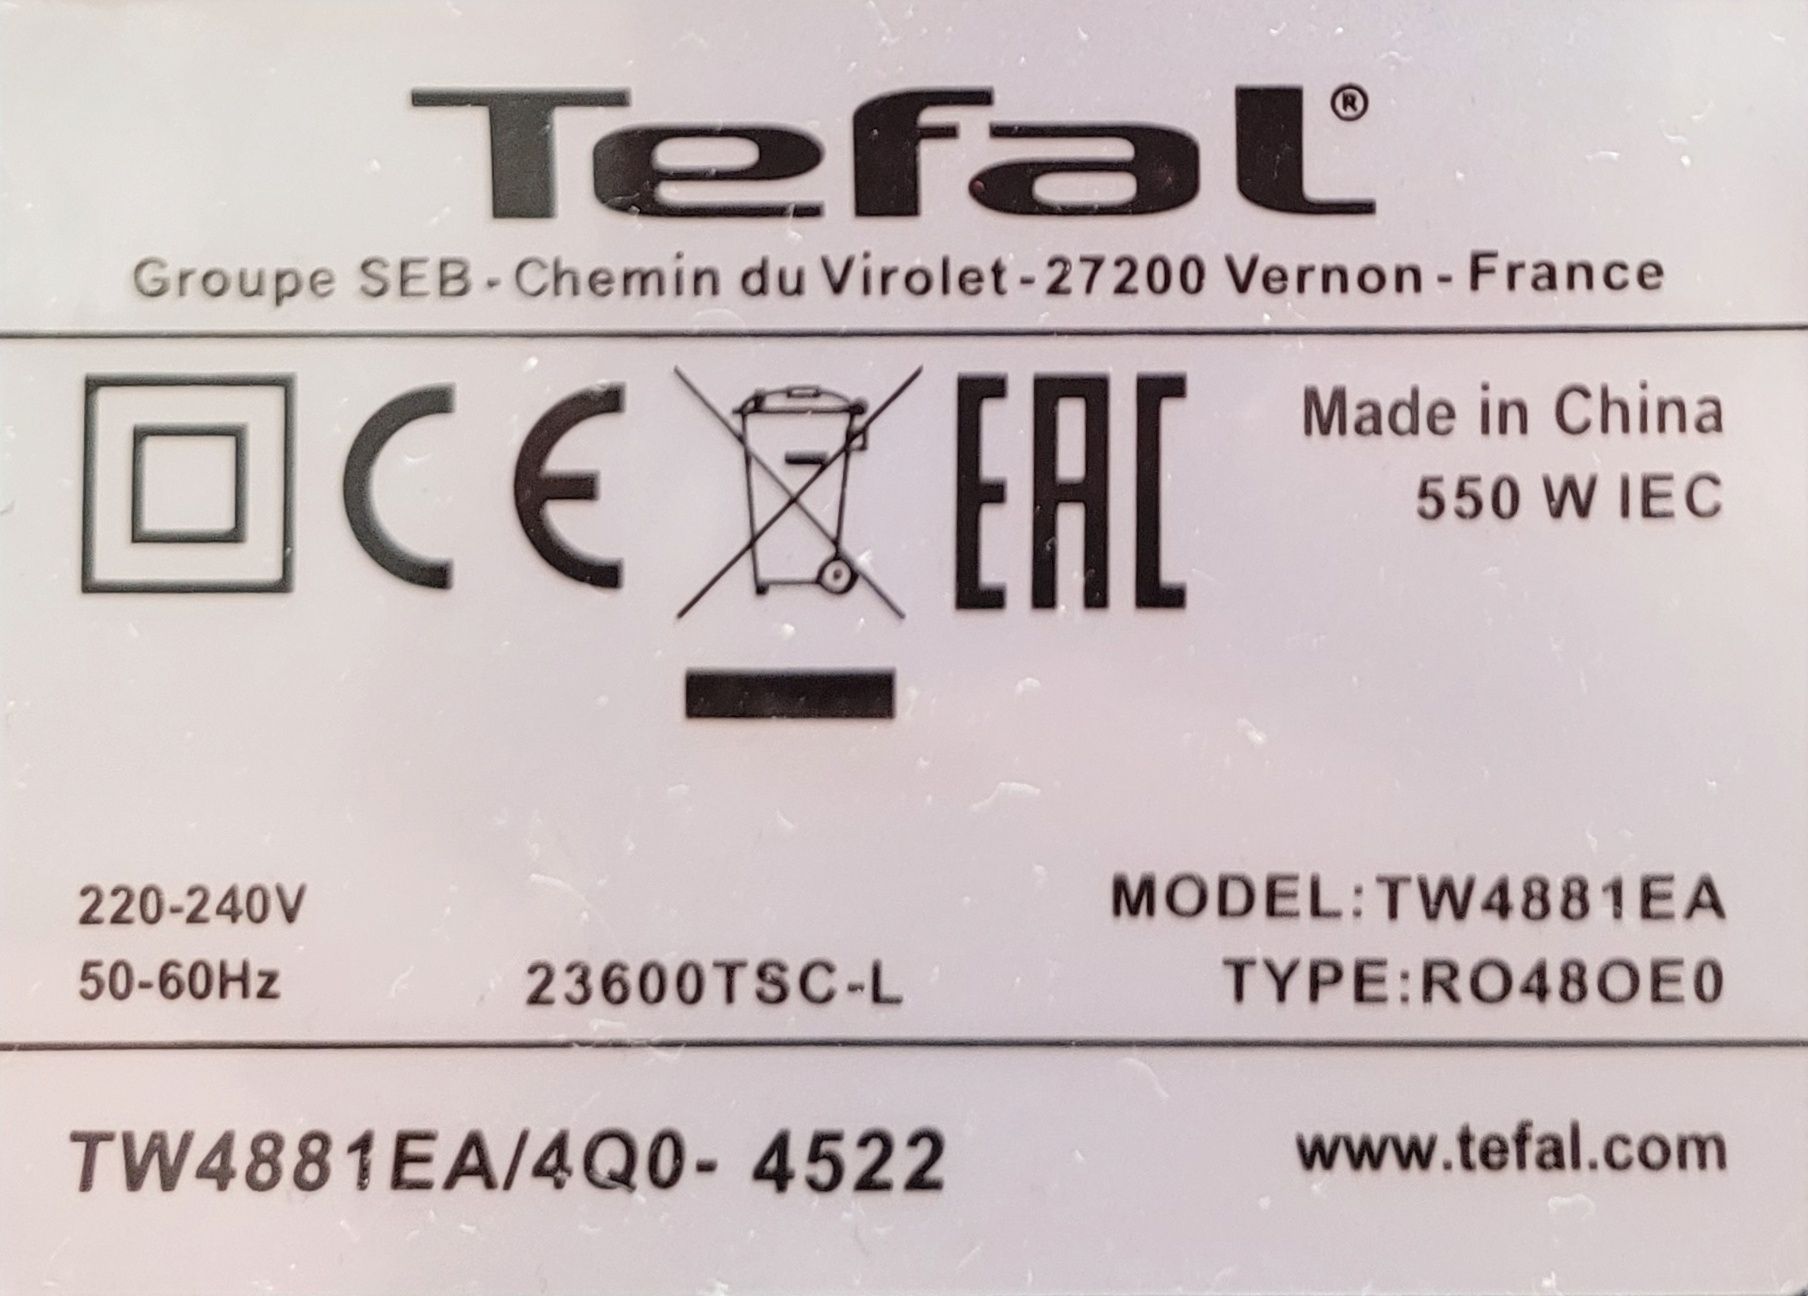 Tefal®
Groupe SEB - Chemin du Virolet - 27200 Vernon - France
CE
EAC
Made in China
550 W IEC
220-240V
50-60Hz
23600TSC-L
MODEL:TW4881EA
TYPE:RO48OE0
TW4881EA/4Q0- 4522
www.tefal.com